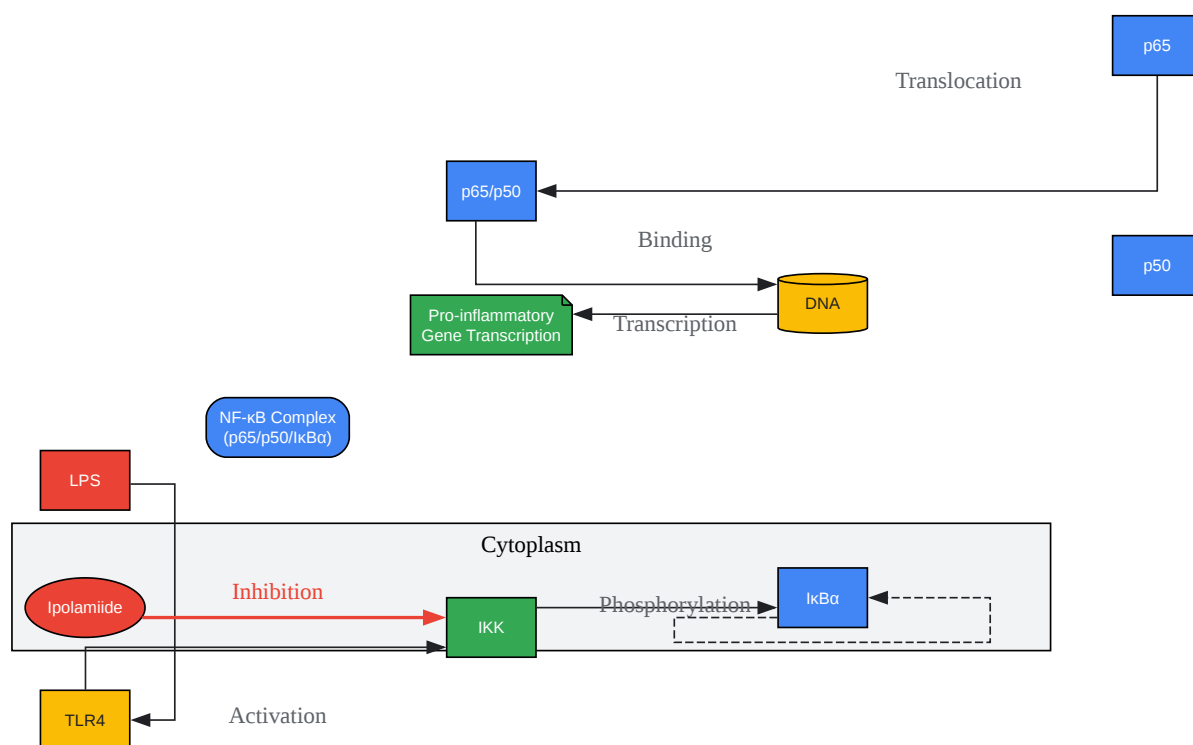 p65
Translocation
p65/p50
Binding
p50
DNA
Pro-inflammatory
Gene Transcription
Transcription
NF-κB Complex
(p65/p50/IκBα)
LPS
Cytoplasm
Ipolamiide
Inhibition
Phosphorylation
IκBα
IKK
TLR4
Activation